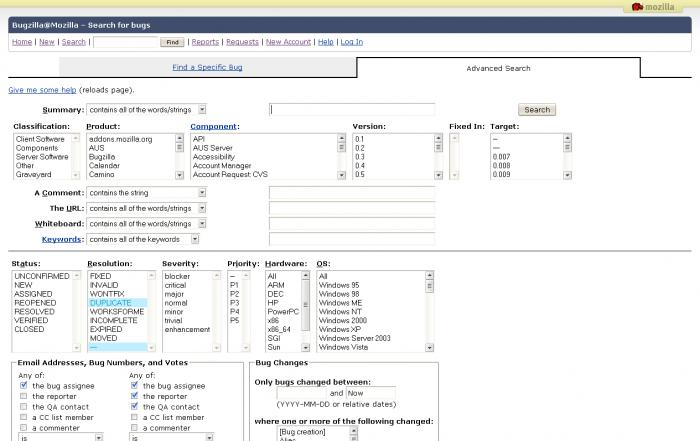 mozilla
Bugzilla@Mozilla – Search for bugs
Home | New | Search | Find | Reports | Requests | New Account | Help | Log In
Find a Specific Bug
Advanced Search
Give me some help (reloads page).
Summary: contains all of the words/strings Search
Classification: Product: Component: Version: Fixed In: Target:
Client Software addons.mozilla.org API 0.1 --
Components AUS AUS Server 0.2 ---
Server Software Bugzilla Accessibility 0.3 0.007
Other Calendar Account Manager 0.4 0.008
Graveyard Camino Account Request: CVS 0.5 0.009
A Comment: contains the string
The URL: contains all of the words/strings
Whiteboard: contains all of the words/strings
Keywords: contains all of the keywords
Status: Resolution: Severity: Priority: Hardware: OS:
UNCONFIRMED FIXED blocker -- All All
NEW INVALID critical P1 ARM Windows 95
ASSIGNED WONTFIX major P2 DEC Windows 98
REOPENED DUPLICATE normal P3 HP Windows ME
RESOLVED WORKSFORME minor P4 PowerPC Windows NT
VERIFIED INCOMPLETE trivial P5 x86 Windows 2000
CLOSED EXPIRED enhancement x86_64 Windows XP
MOVED SGI Windows Server 2003
--- Sun Windows Vista
Email Addresses, Bug Numbers, and Votes
Any of: Any of:
the bug assignee the bug assignee
the reporter the reporter
the QA contact the QA contact
a CC list member a CC list member
a commenter a commenter
is is
Bug Changes
Only bugs changed between:
and Now
(YYYY-MM-DD or relative dates)
where one or more of the following changed:
[Bug creation]
Alias